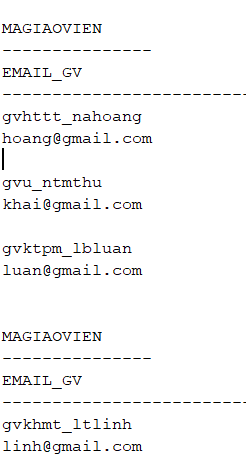 MAGIAOVIEN
---------------
EMAIL_GV
-------------------------
gvhttt_nahoang
hoang@gmail.com
gvu_ntmthu
khai@gmail.com
gvktpm_lbluan
luan@gmail.com
MAGIAOVIEN
---------------
EMAIL_GV
-------------------------
gvkhmt_ltlinh
linh@gmail.com